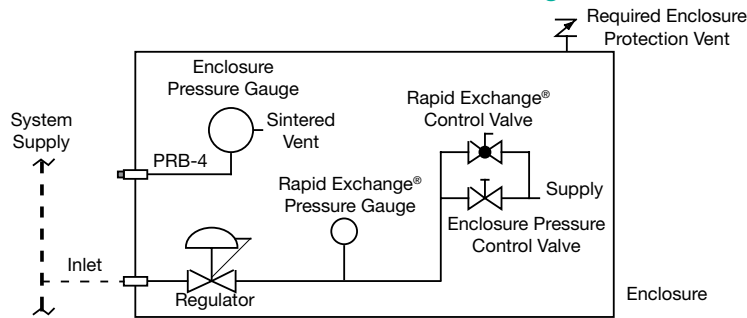 Required Enclosure
Protection Vent
Enclosure
Pressure Gauge
Rapid Exchange®
Control Valve
System
Supply
Sintered
Vent
PRB-4
Rapid Exchange®
Pressure Gauge
Supply
Enclosure Pressure
Control Valve
Inlet
Regulator
Enclosure